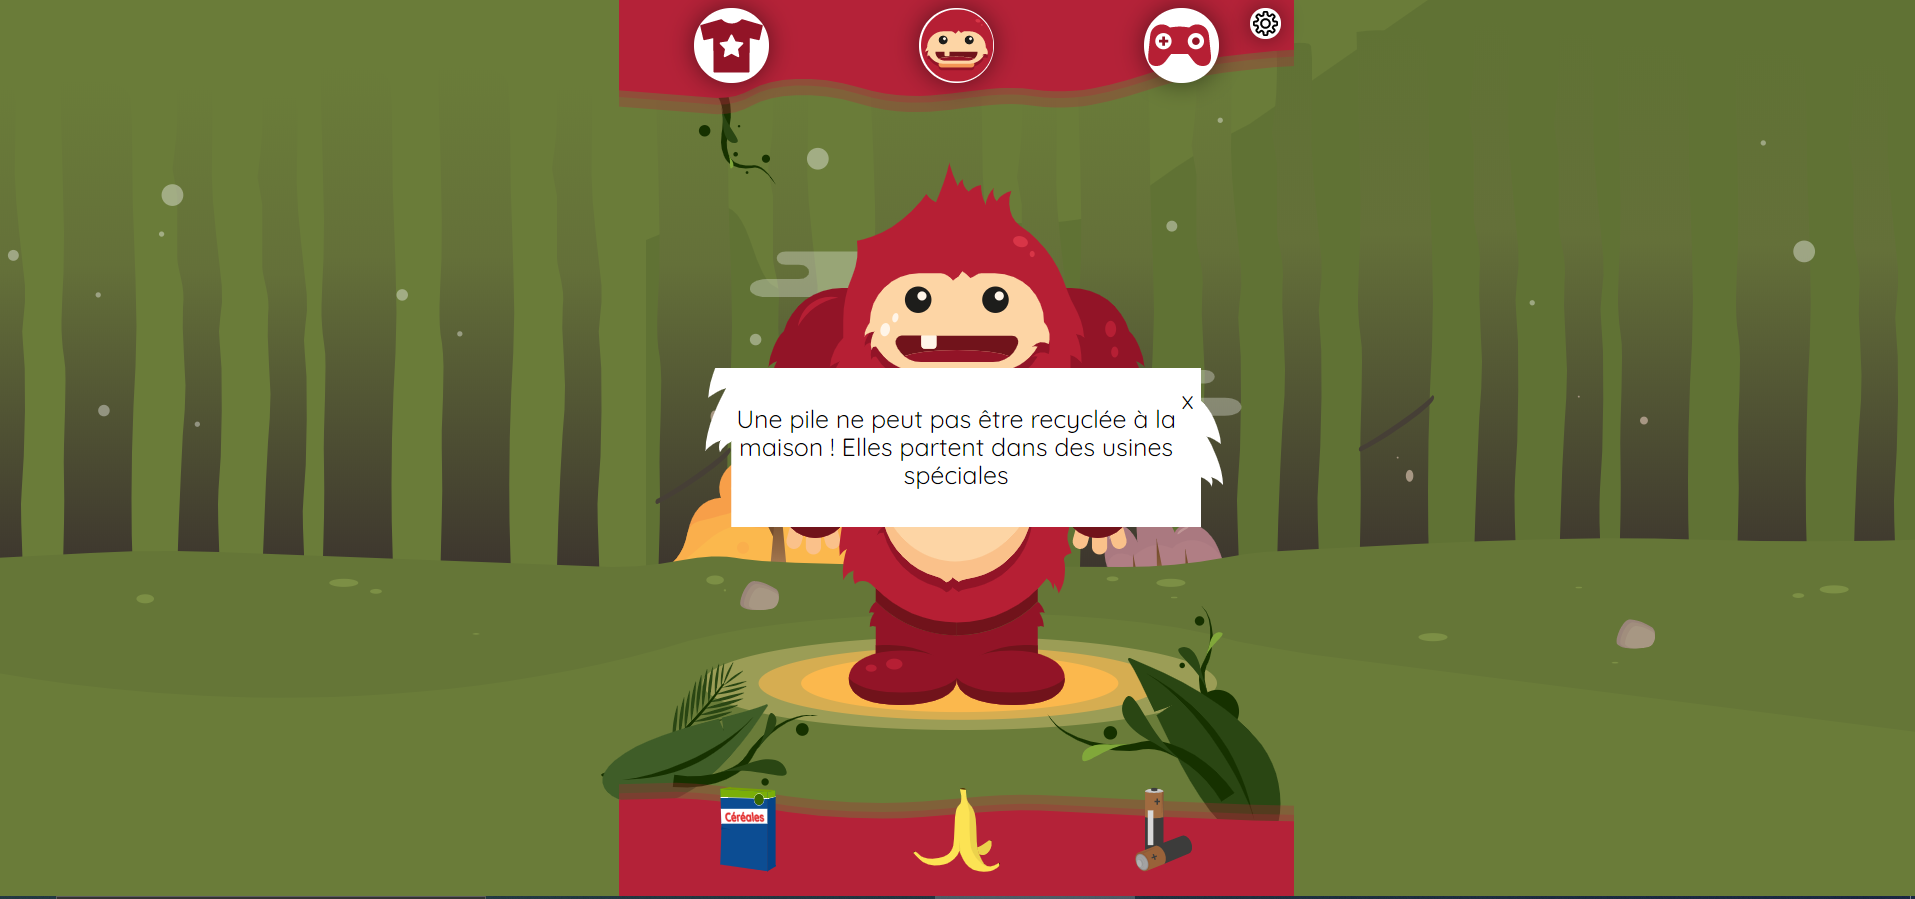 Une pile ne peut pas être recyclée à la
X
maison ! Elles partent dans des usines
spéciales
Céréales